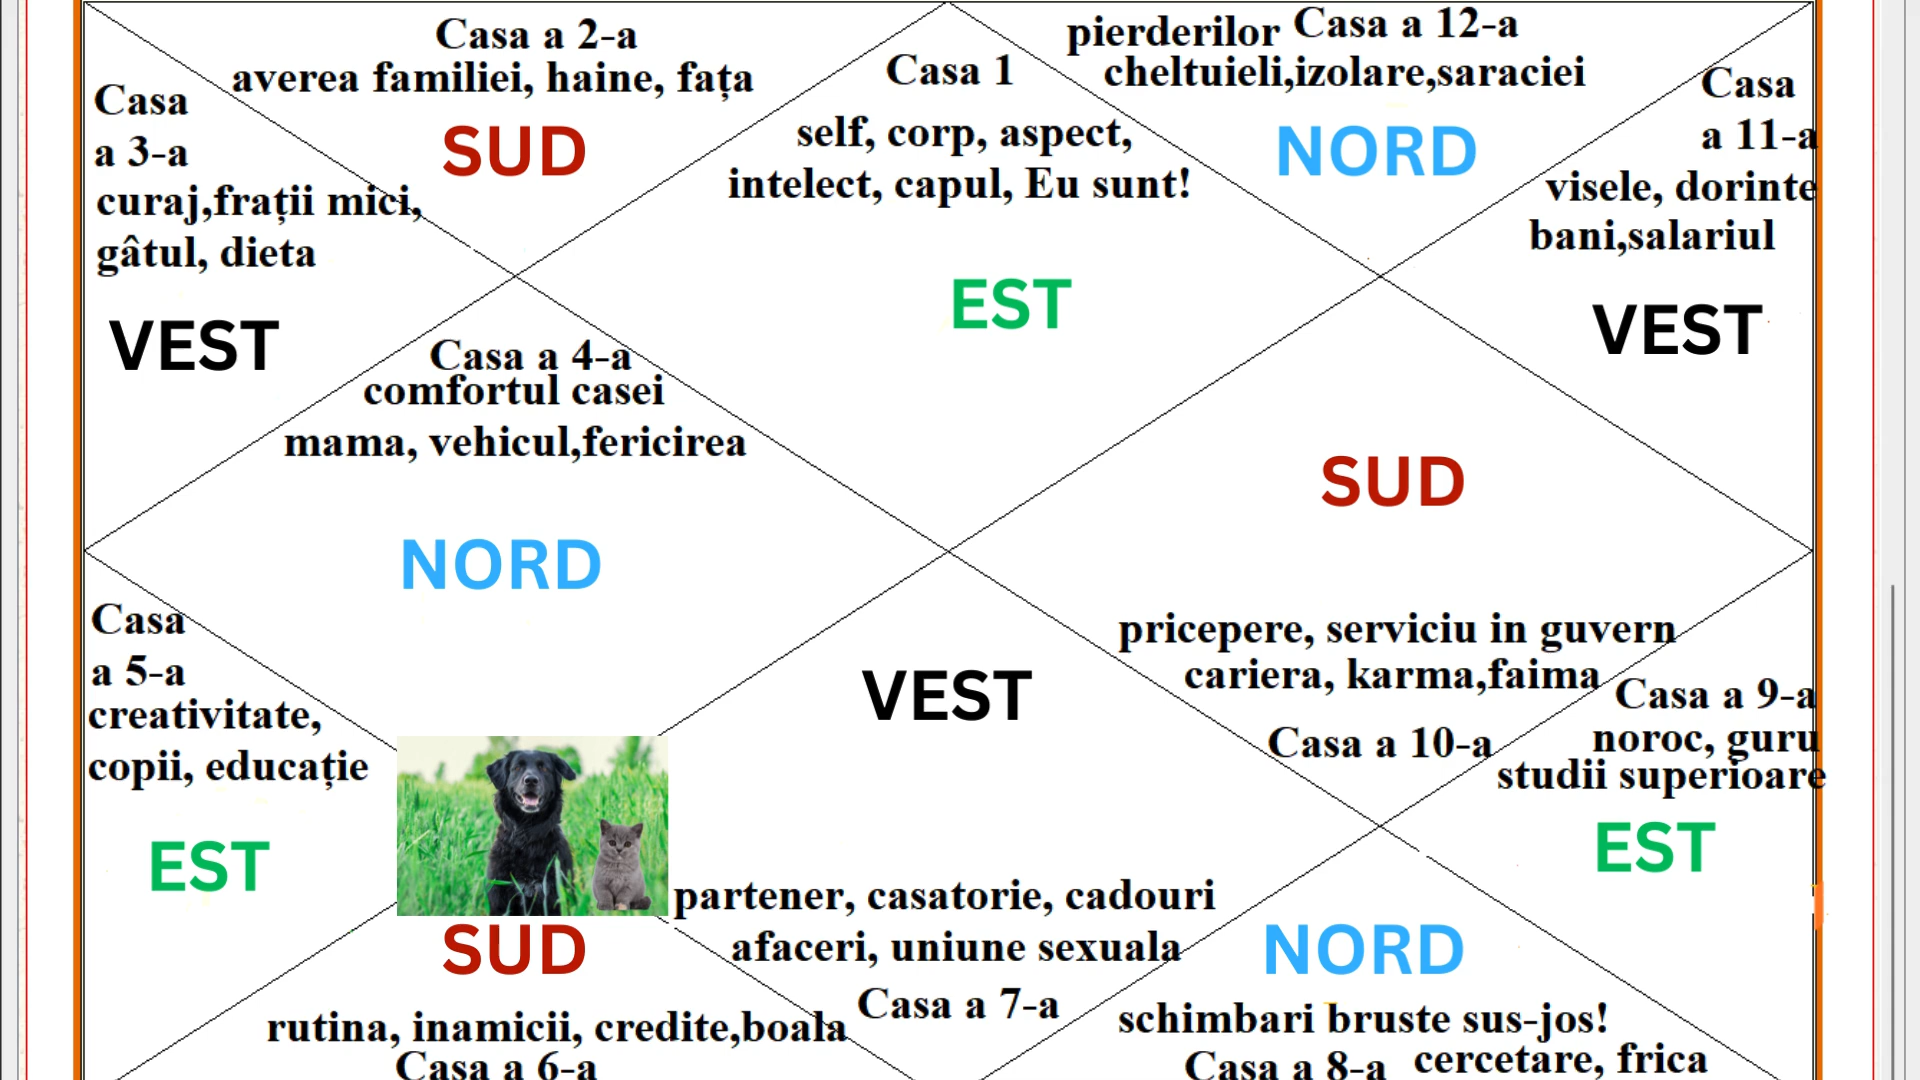 Casa a 2-a
averea familiei, haine, fața
SUD
Casa 1
self, corp, aspect,
intelect, capul, Eu sunt!
EST
pierderilor Casa a 12-a
cheltuieli,izolare,saraciei
NORD
Casa
a 3-a
curaj,frații mici,
gâtul, dieta
VEST
Casa
a 11-a
visele, dorinte
bani,salariul
VEST
Casa a 4-a
comfortul casei
mama, vehicul,fericirea
NORD
SUD
pricepere, serviciu in guvern
cariera, karma,faima
Casa a 10-a
Casa
a 5-a
creativitate,
copii, educație
EST
VEST
partener, casatorie, cadouri
afaceri, uniune sexuala
Casa a 7-a
Casa a 9-a
noroc, guru
studii superioare
EST
SUD
rutina, inamicii, credite,boala
Casa a 6-a
NORD
schimbari bruste sus-jos!
Casa a 8-a cercetare, frica